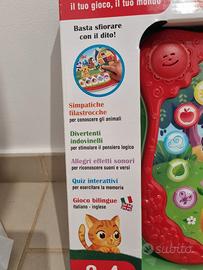 il tuo gioco, il tuo mondo
Basta sfiorare
con il dito!
Simpatiche
filastrocche
per conoscere gli animali
Divertenti
indovinelli
per stimolare il pensiero logico
Allegri effetti sonori
per riconoscere suoni e versi
Quiz interattivi
per esercitare la memoria
Gioco bilingue
italiano - inglese
subito